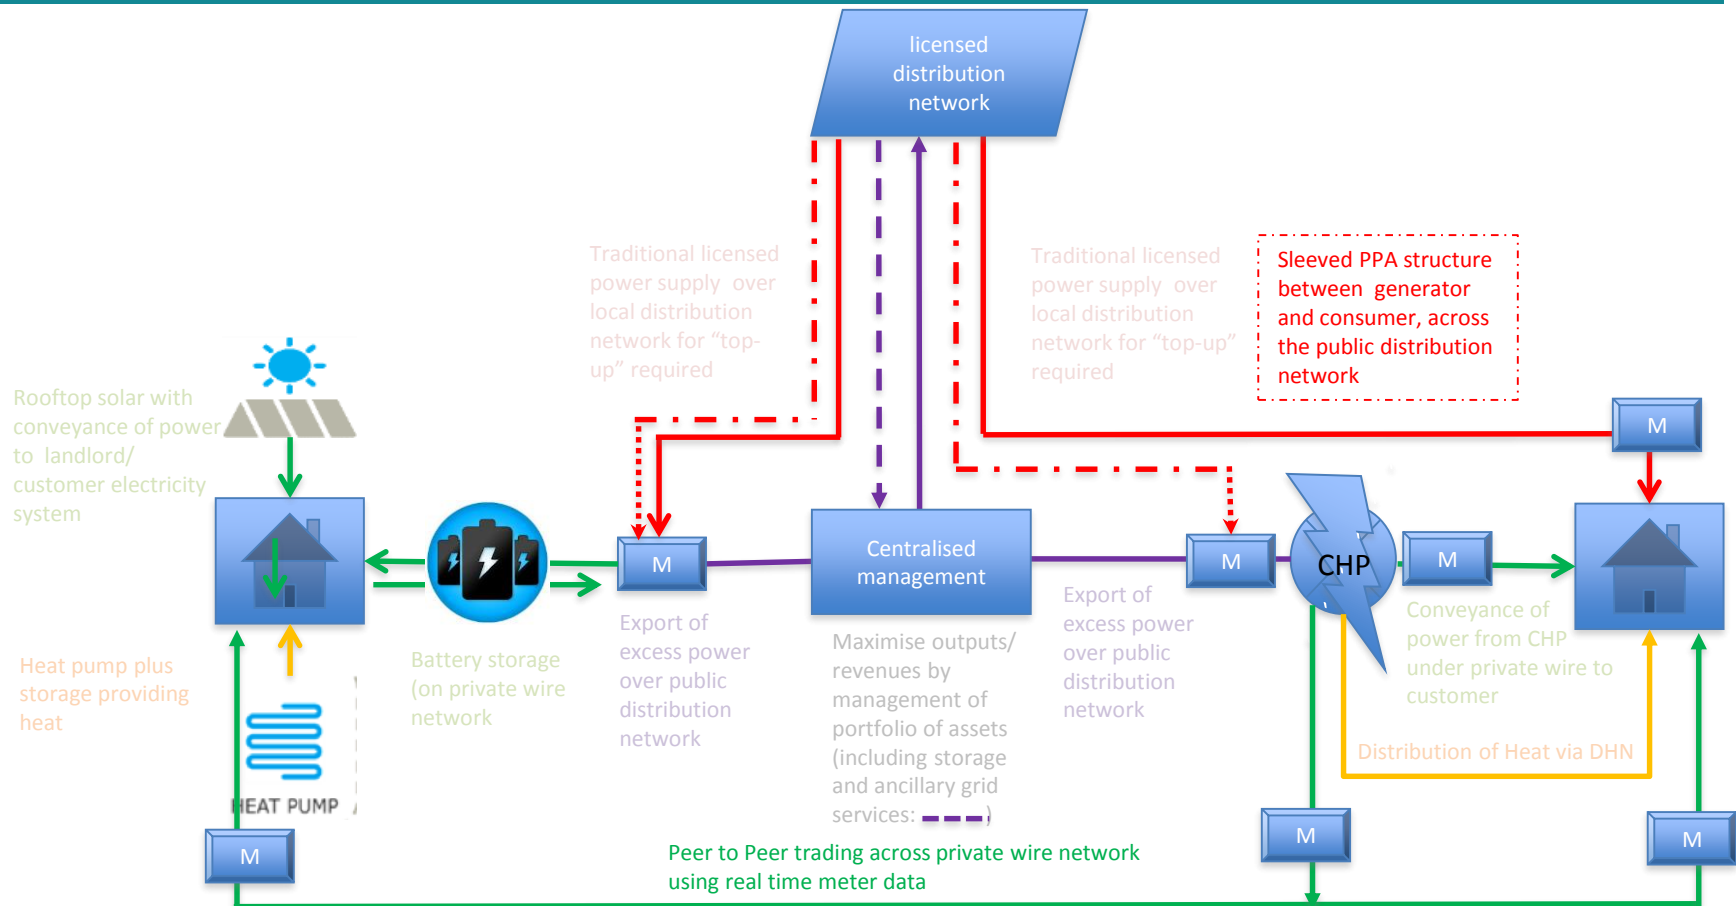 licensed
distribution
network
Traditional licensed
power supply over
local distribution
network for “top-
up” required
Traditional licensed
power supply over
local distribution
network for “top-up”
required
Sleeved PPA structure
between generator
and consumer, across
the public distribution
network
Rooftop solar with
conveyance of power
to landlord/
customer electricity
system
M
M
Centralised
management
M
CHP
M
Heat pump plus
storage providing
heat
HEAT PUMP
Battery storage
(on private wire
network
Export of
excess power
over public
distribution
network
Maximise outputs/
revenues by
management of
portfolio of assets
(including storage
and ancillary grid
services: )
Export of
excess power
over public
distribution
network
Conveyance of
power from CHP
under private wire to
customer
Distribution of Heat via DHN
M
M
M
Peer to Peer trading across private wire network
using real time meter data